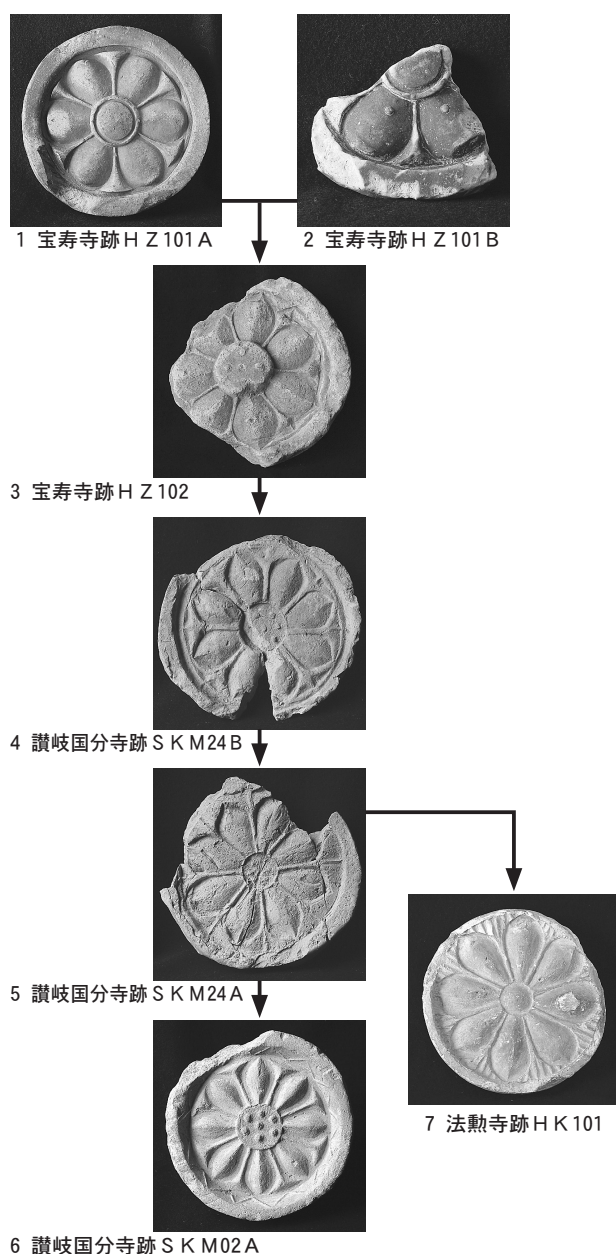 1 宝寿寺跡ＨＺ101Ａ
2 宝寿寺跡ＨＺ101Ｂ
3 宝寿寺跡ＨＺ102
4 讃岐国分寺跡ＳＫＭ24Ｂ
5 讃岐国分寺跡ＳＫＭ24Ａ
7 法勲寺跡ＨＫ101
6 讃岐国分寺跡ＳＫＭ02Ａ